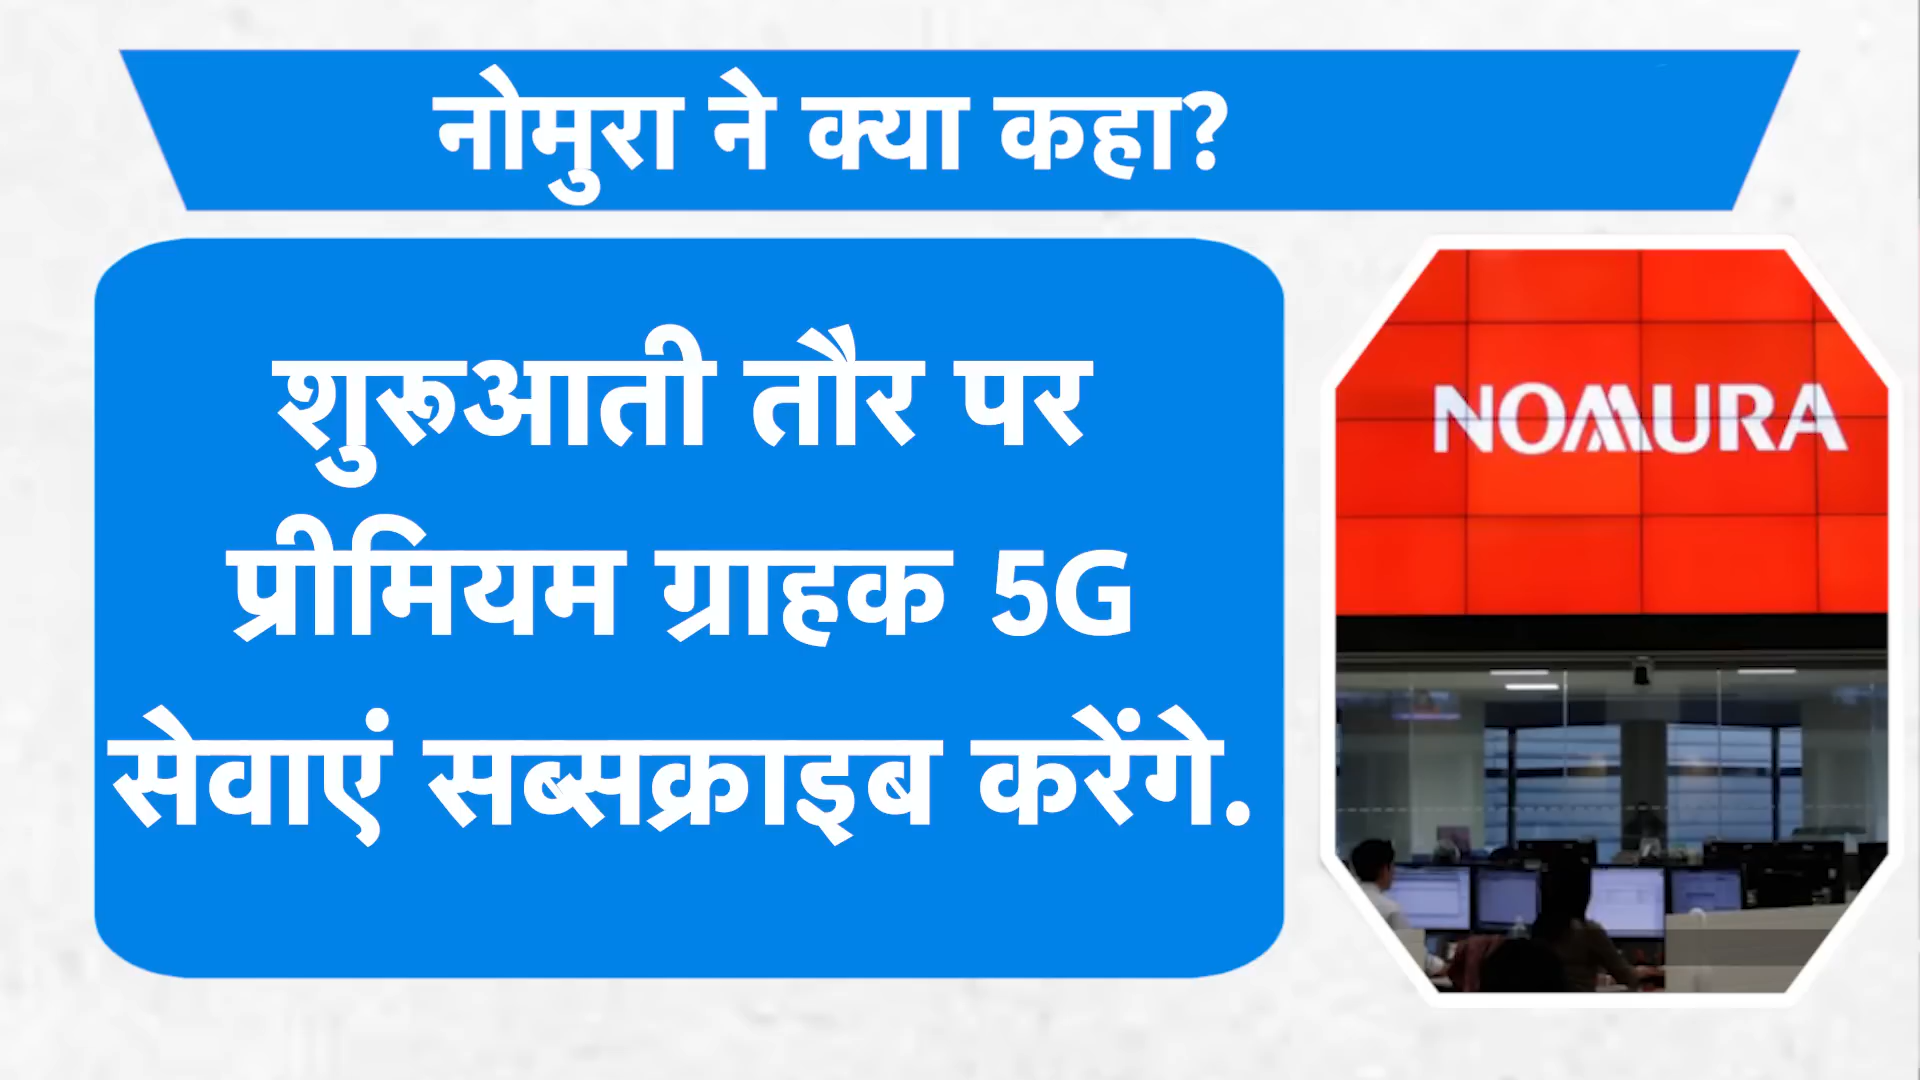 नोमुरा ने क्या कहा?
शुरुआती तौर पर
प्रीमियम ग्राहक 5G
सेवाएं सब्सक्राइब करेंगे.
NOMURA